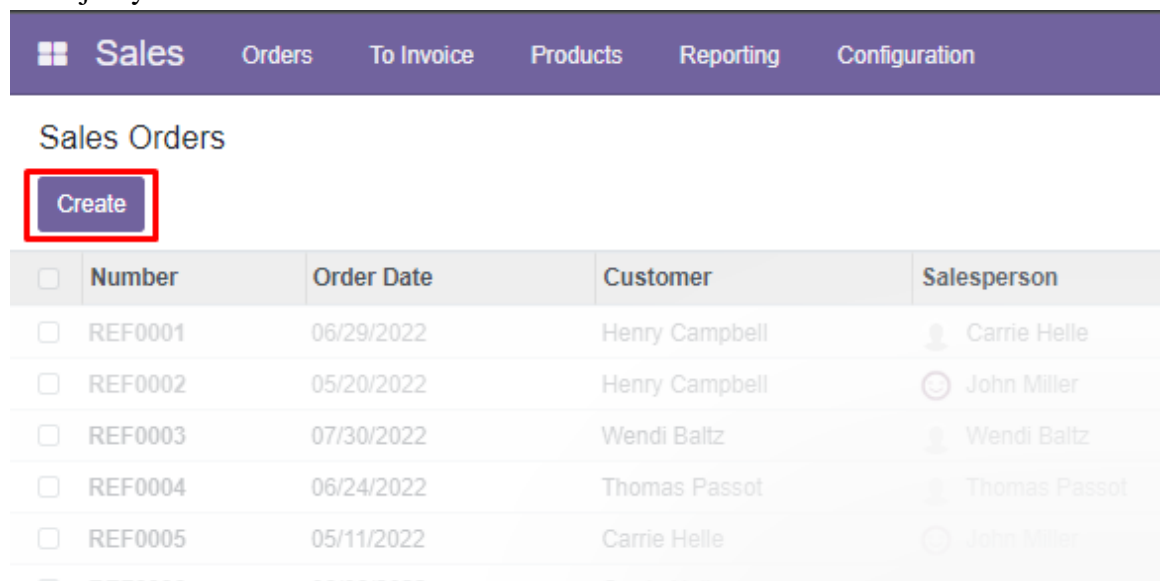 Sales Orders To Invoice Products Reporting Configuration
Sales Orders
Create
Number Order Date Customer Salesperson
REF0001 06/29/2022 Henry Campbell Carrie Helle
REF0002 05/20/2022 Henry Campbell John Miller
REF0003 07/30/2022 Wendi Baltz Wendi Baltz
REF0004 06/24/2022 Thomas Passot Thomas Passot
REF0005 05/11/2022 Carrie Helle John Miller